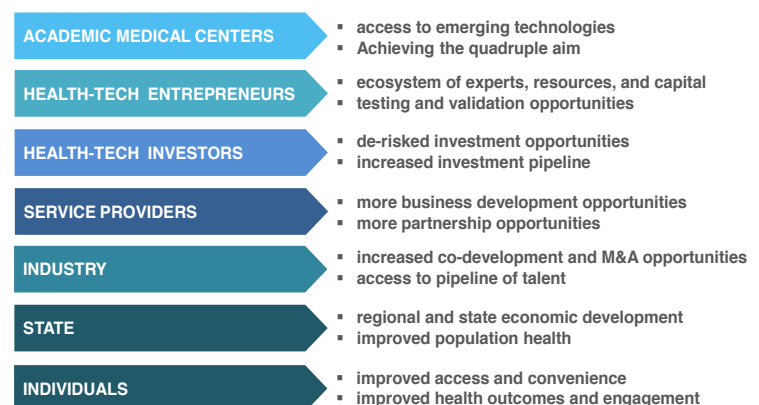 ACADEMIC MEDICAL CENTERS
▪ access to emerging technologies
▪ Achieving the quadruple aim
HEALTH-TECH ENTREPRENEURS
▪ ecosystem of experts, resources, and capital
▪ testing and validation opportunities
HEALTH-TECH INVESTORS
▪ de-risked investment opportunities
▪ increased investment pipeline
SERVICE PROVIDERS
▪ more business development opportunities
▪ more partnership opportunities
INDUSTRY
▪ increased co-development and M&A opportunities
▪ access to pipeline of talent
STATE
▪ regional and state economic development
▪ improved population health
INDIVIDUALS
▪ improved access and convenience
▪ improved health outcomes and engagement